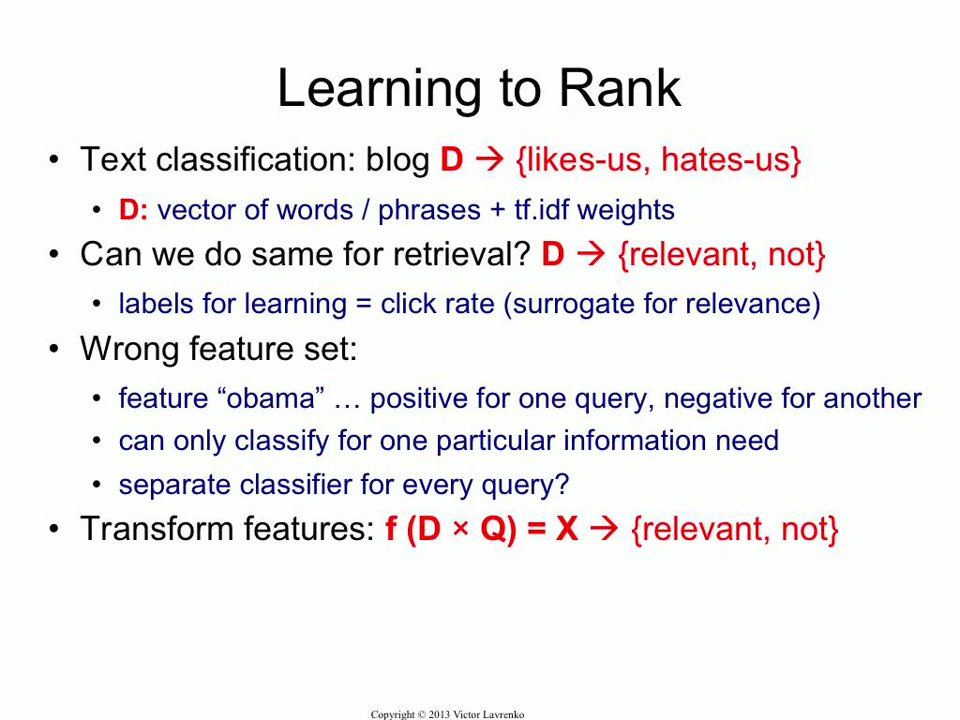 Learning to Rank
• Text classification: blog D → {likes-us, hates-us}
• D: vector of words / phrases + tf.idf weights
• Can we do same for retrieval? D → {relevant, not}
• labels for learning = click rate (surrogate for relevance)
• Wrong feature set:
• feature “obama” … positive for one query, negative for another
• can only classify for one particular information need
• separate classifier for every query?
• Transform features: f (D × Q) = X → {relevant, not}
Copyright © 2013 Victor Lavrenko